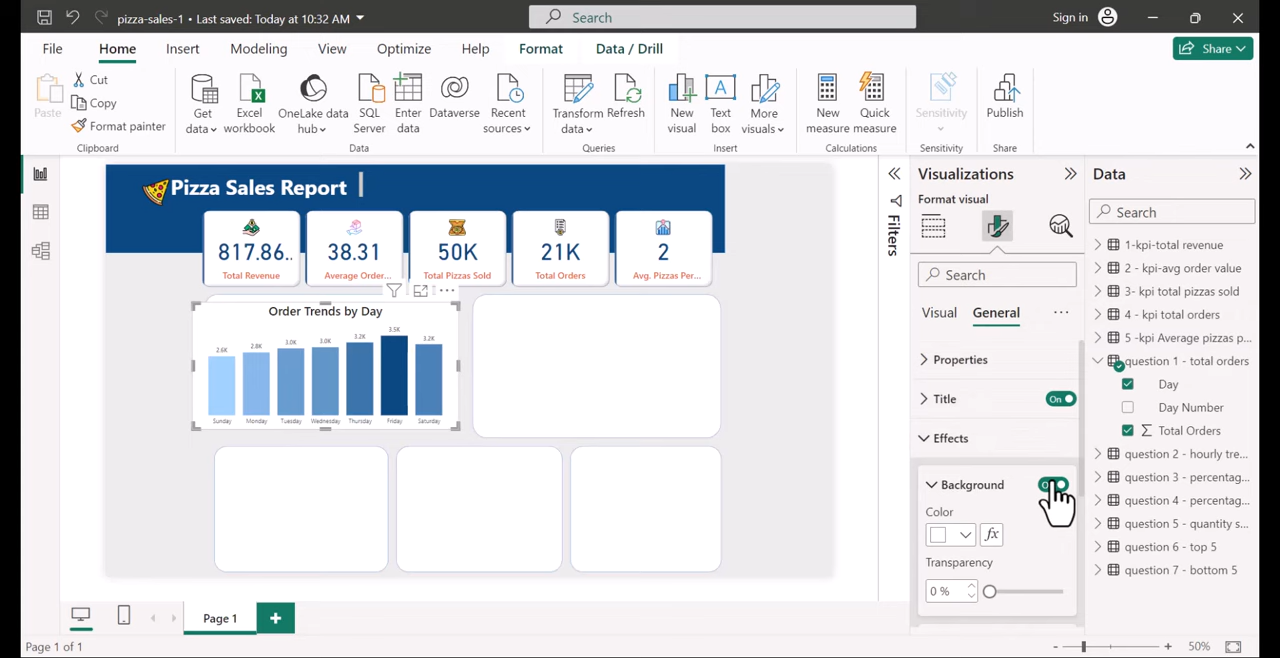 pizza-sales-1 • Last saved: Today at 10:32 AM
Search
Sign in
File Home Insert Modeling View Optimize Help Format Data / Drill
Share
Paste
Cut
Copy
Format painter
Clipboard
Get data
Excel workbook
OneLake data hub
SQL Server
Enter data
Dataverse
Recent sources
Data
Transform data
Refresh
Queries
New visual
Text box
More visuals
Insert
New measure
Quick measure
Calculations
Sensitivity
Sensitivity
Publish
Share
Pizza Sales Report
817.86..
Total Revenue
38.31
Average Order...
50K
Total Pizzas Sold
21K
Total Orders
2
Avg. Pizzas Per...
Order Trends by Day
2.6K 2.8K 3.0K 3.0K 3.2K 3.5K 3.2K
Sunday Monday Tuesday Wednesday Thursday Friday Saturday
Filters
Visualizations
Format visual
Search
Visual General
Properties
Title On
Effects
Background
Color
fx
Transparency
0 %
Data
Search
1-kpi-total revenue
2 - kpi-avg order value
3- kpi total pizzas sold
4 - kpi total orders
5 -kpi Average pizzas p...
question 1 - total orders
Day
Day Number
Σ Total Orders
question 2 - hourly tre...
question 3 - percentag...
question 4 - percentag...
question 5 - quantity s...
question 6 - top 5
question 7 - bottom 5
Page 1
Page 1 of 1
50%